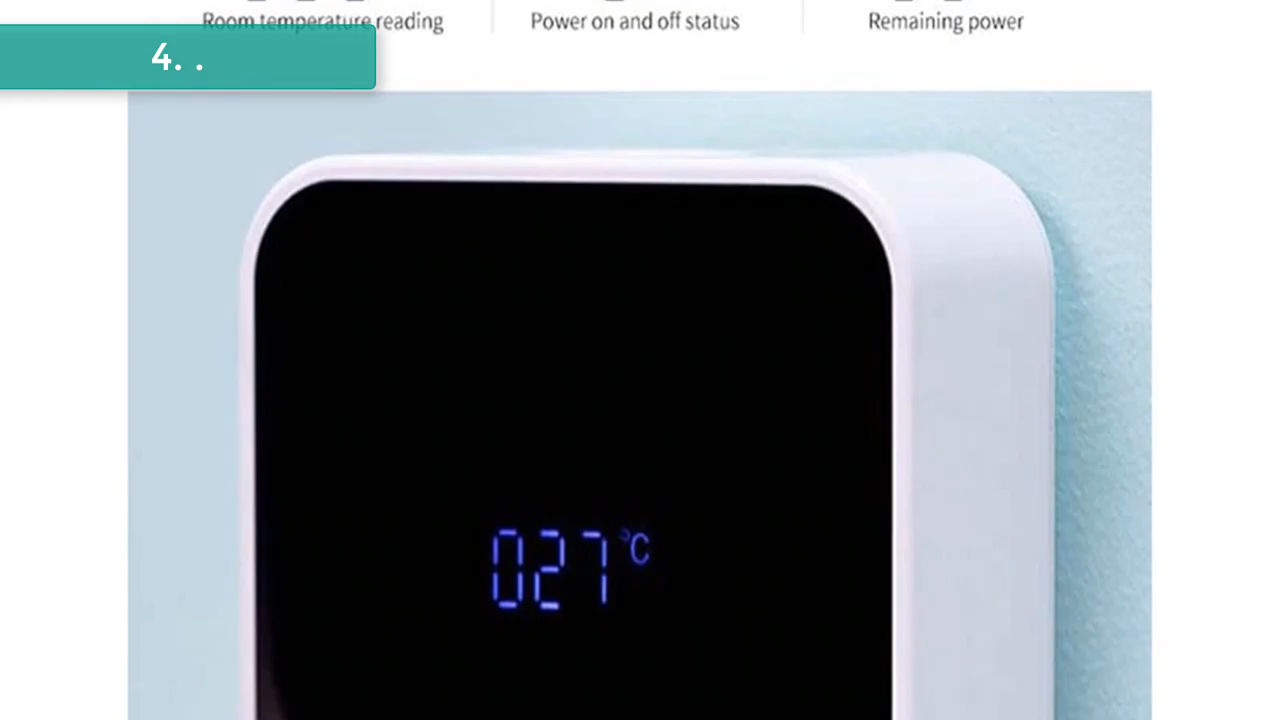 Room temperature reading
Power on and off status
Remaining power
4. .
027 °C